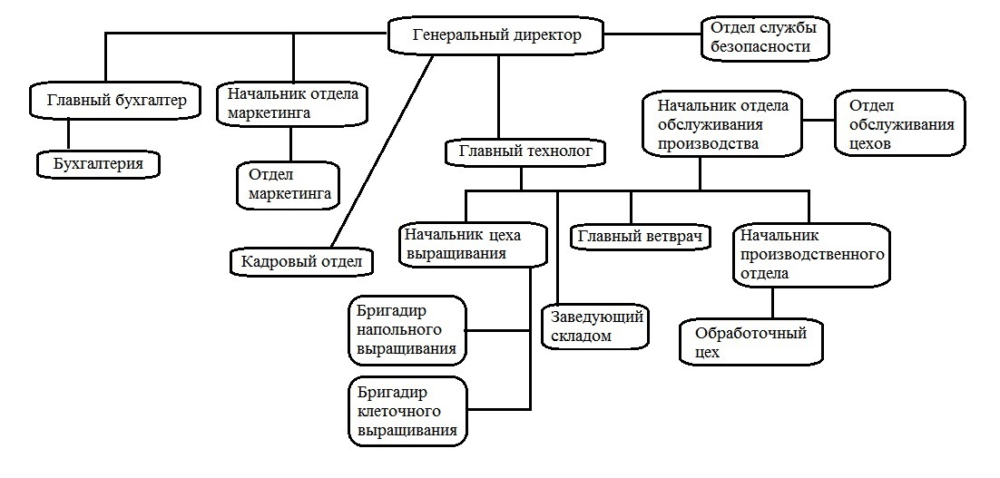 Генеральный директор
Отдел службы
безопасности
Главный бухгалтер
Начальник отдела
маркетинга
Начальник отдела
обслуживания
производства
Отдел
обслуживания
цехов
Бухгалтерия
Отдел
маркетинга
Главный технолог
Кадровый отдел
Начальник цеха
выращивания
Главный ветврач
Начальник
производственного
отдела
Бригадир
напольного
выращивания
Заведующий
складом
Обработочный
цех
Бригадир
клеточного
выращивания